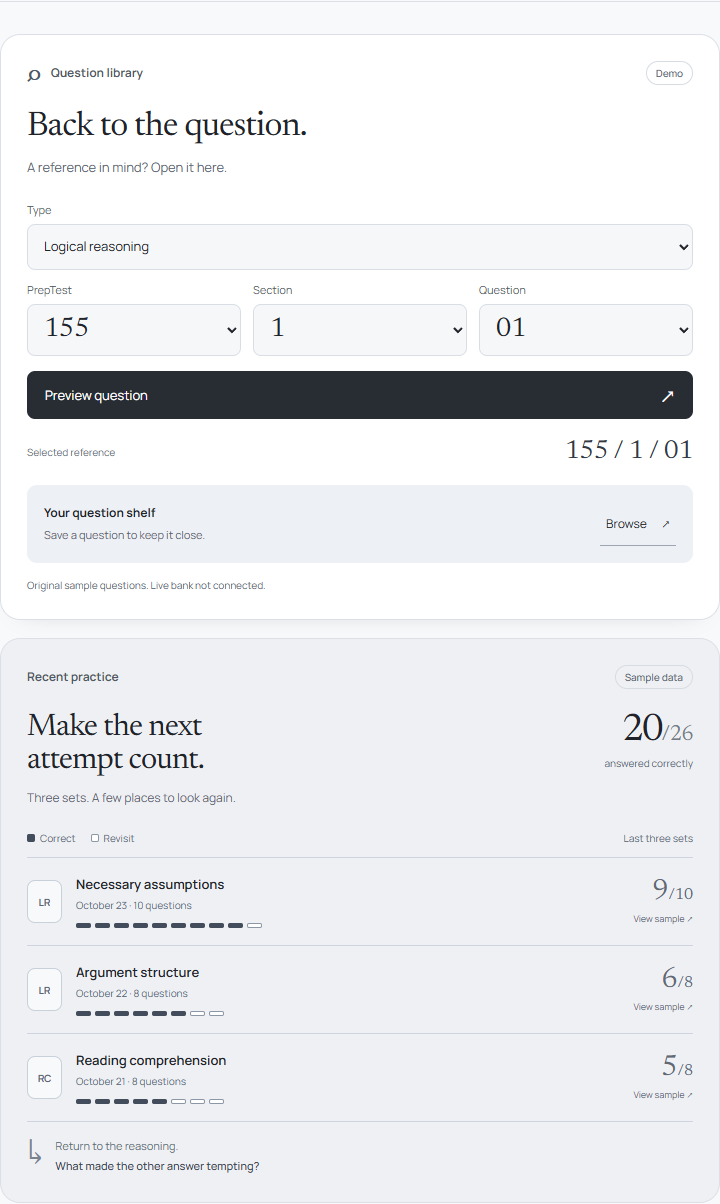 Question library
Demo
Back to the question.
A reference in mind? Open it here.
Type
Logical reasoning
PrepTest
Section
Question
155
1
01
Preview question ↗
Selected reference
155 / 1 / 01
Your question shelf
Save a question to keep it close.
Browse ↗
Original sample questions. Live bank not connected.
Recent practice
Sample data
Make the next
attempt count.
20/26
answered correctly
Three sets. A few places to look again.
Correct
Revisit
Last three sets
LR
Necessary assumptions
October 23 · 10 questions
9/10
View sample ↗
LR
Argument structure
October 22 · 8 questions
6/8
View sample ↗
RC
Reading comprehension
October 21 · 8 questions
5/8
View sample ↗
Return to the reasoning.
What made the other answer tempting?